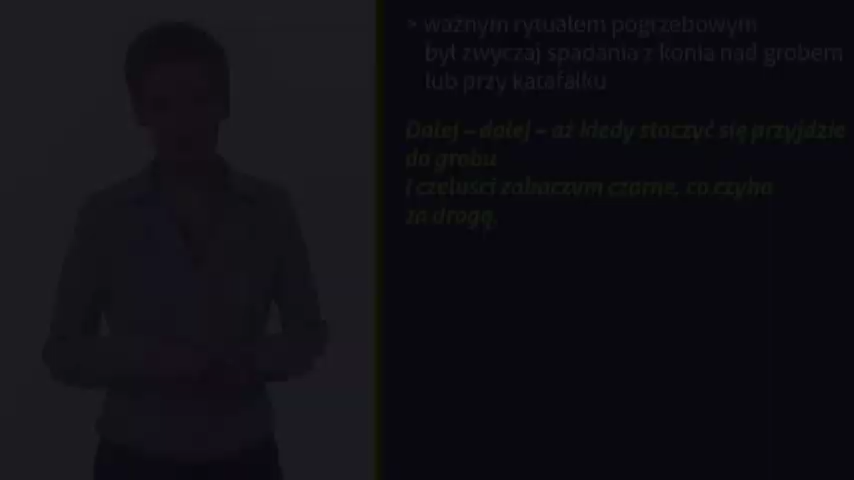 > ważnym rytuałem pogrzebowym
był zwyczaj spadania z konia nad grobem
lub przy katafalku
Dalej – dalej – aż kiedy stoczyć się przyjdzie
do grobu
I czeluści zobaczym czarne, co czyha
za drogą,